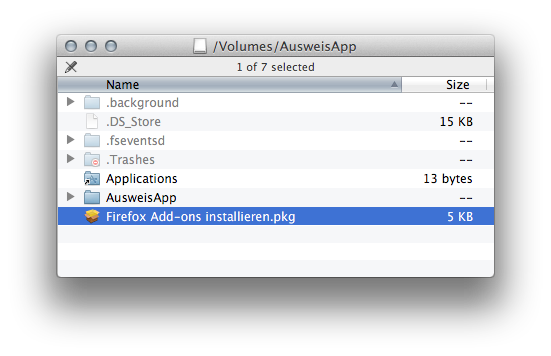 /Volumes/AusweisApp
1 of 7 selected
Name Size
.background --
.DS_Store 15 KB
.fseventsd --
.Trashes --
Applications 13 bytes
AusweisApp --
Firefox Add-ons installieren.pkg 5 KB